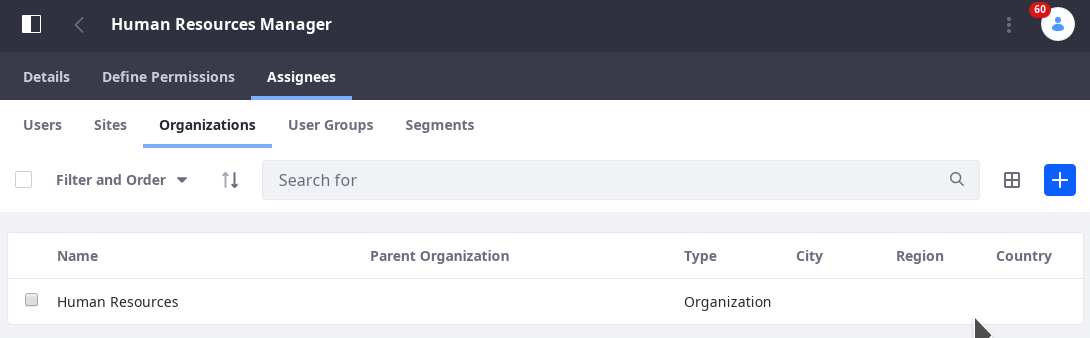 Human Resources Manager
60
Details Define Permissions Assignees
Users Sites Organizations User Groups Segments
Filter and Order Search for
Name Parent Organization Type City Region Country
Human Resources Organization